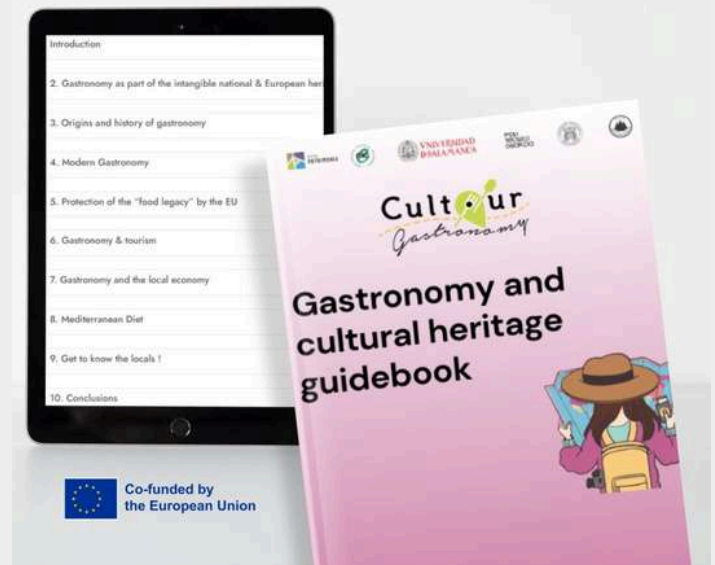 Introduction
2. Gastronomy as part of the intangible national & European her
3. Origins and history of gastronomy
4. Modern Gastronomy
5. Protection of the "food legacy" by the EU
6. Gastronomy & tourism
7. Gastronomy and the local economy
8. Mediterranean Diet
9. Get to know the locals !
10. Conclusions
VNiVERSiDAD
D SALAMANCA
Cultour
Gastronomy
Gastronomy and
cultural heritage
guidebook
Co-funded by
the European Union